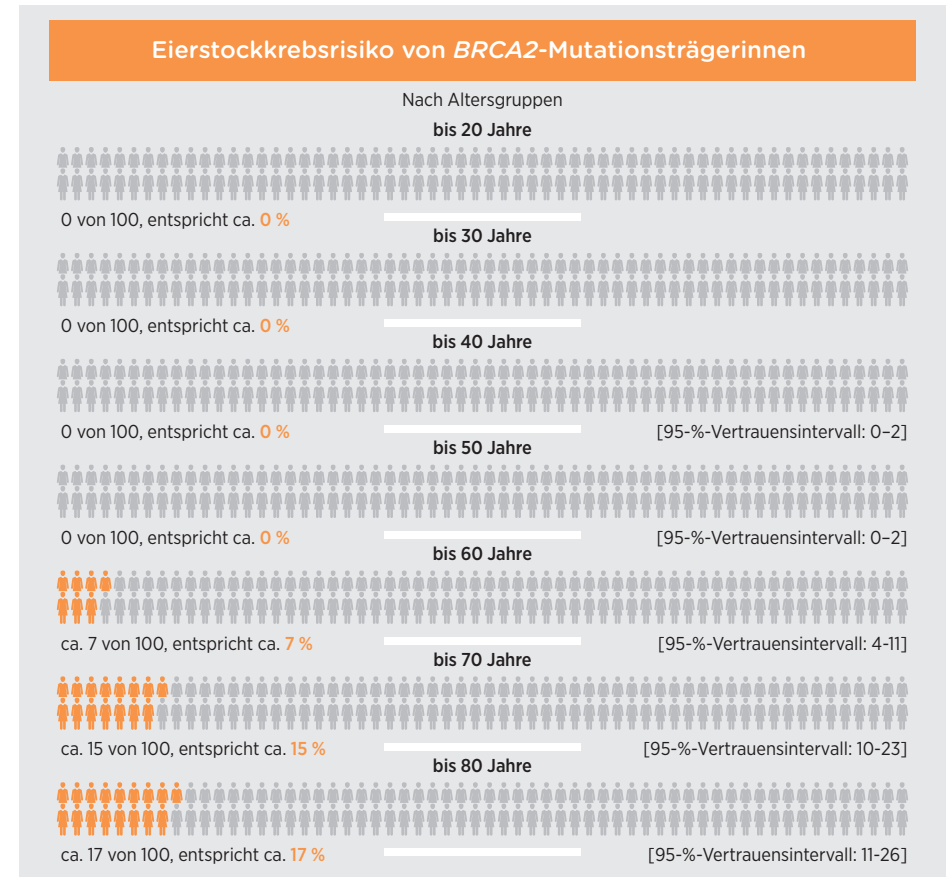 Eierstockkrebsrisiko von BRCA2-Mutationsträgerinnen
Nach Altersgruppen
bis 20 Jahre
0 von 100, entspricht ca. 0 %
bis 30 Jahre
0 von 100, entspricht ca. 0 %
bis 40 Jahre
0 von 100, entspricht ca. 0 %
[95-%-Vertrauensintervall: 0–2]
bis 50 Jahre
0 von 100, entspricht ca. 0 %
[95-%-Vertrauensintervall: 0–2]
bis 60 Jahre
ca. 7 von 100, entspricht ca. 7 %
[95-%-Vertrauensintervall: 4-11]
bis 70 Jahre
ca. 15 von 100, entspricht ca. 15 %
[95-%-Vertrauensintervall: 10-23]
bis 80 Jahre
ca. 17 von 100, entspricht ca. 17 %
[95-%-Vertrauensintervall: 11-26]